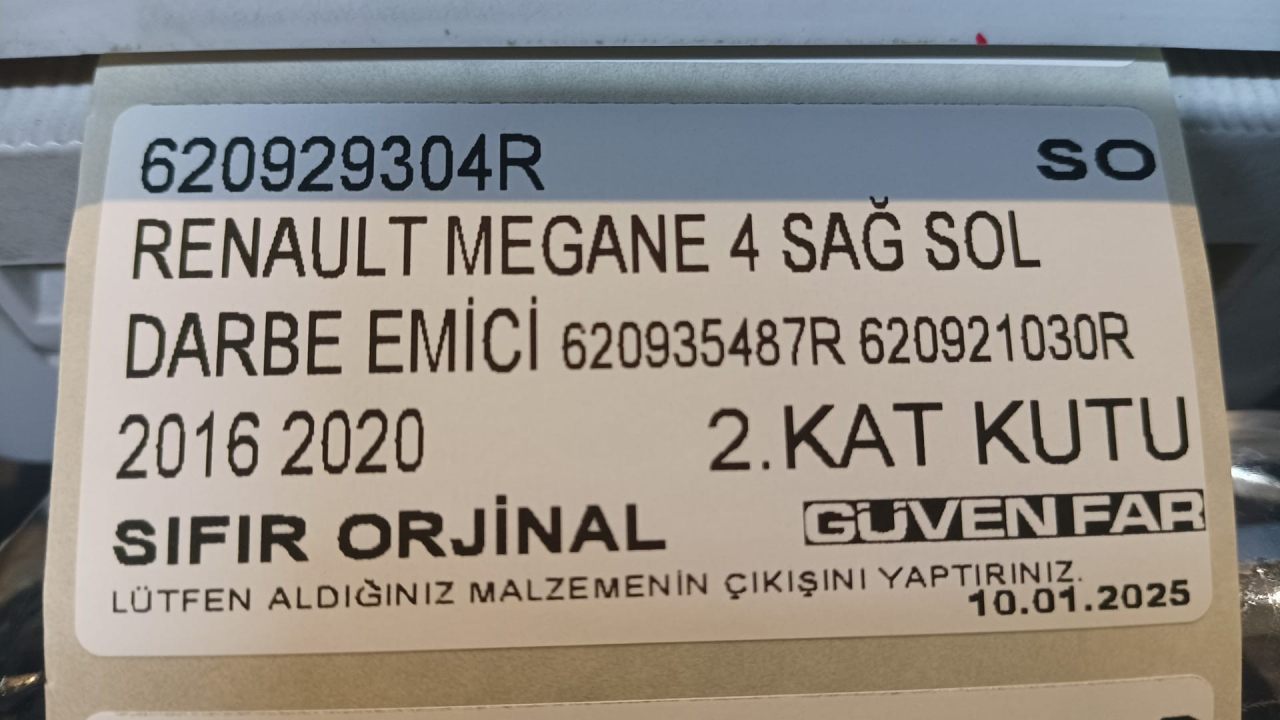 620929304R SO
RENAULT MEGANE 4 SAĞ SOL
DARBE EMİCİ 620935487R 620921030R
2016 2020 2.KAT KUTU
SIFIR ORJİNAL GÜVEN FAR
LÜTFEN ALDIĞINIZ MALZEMENİN ÇIKIŞINI YAPTIRINIZ.
10.01.2025